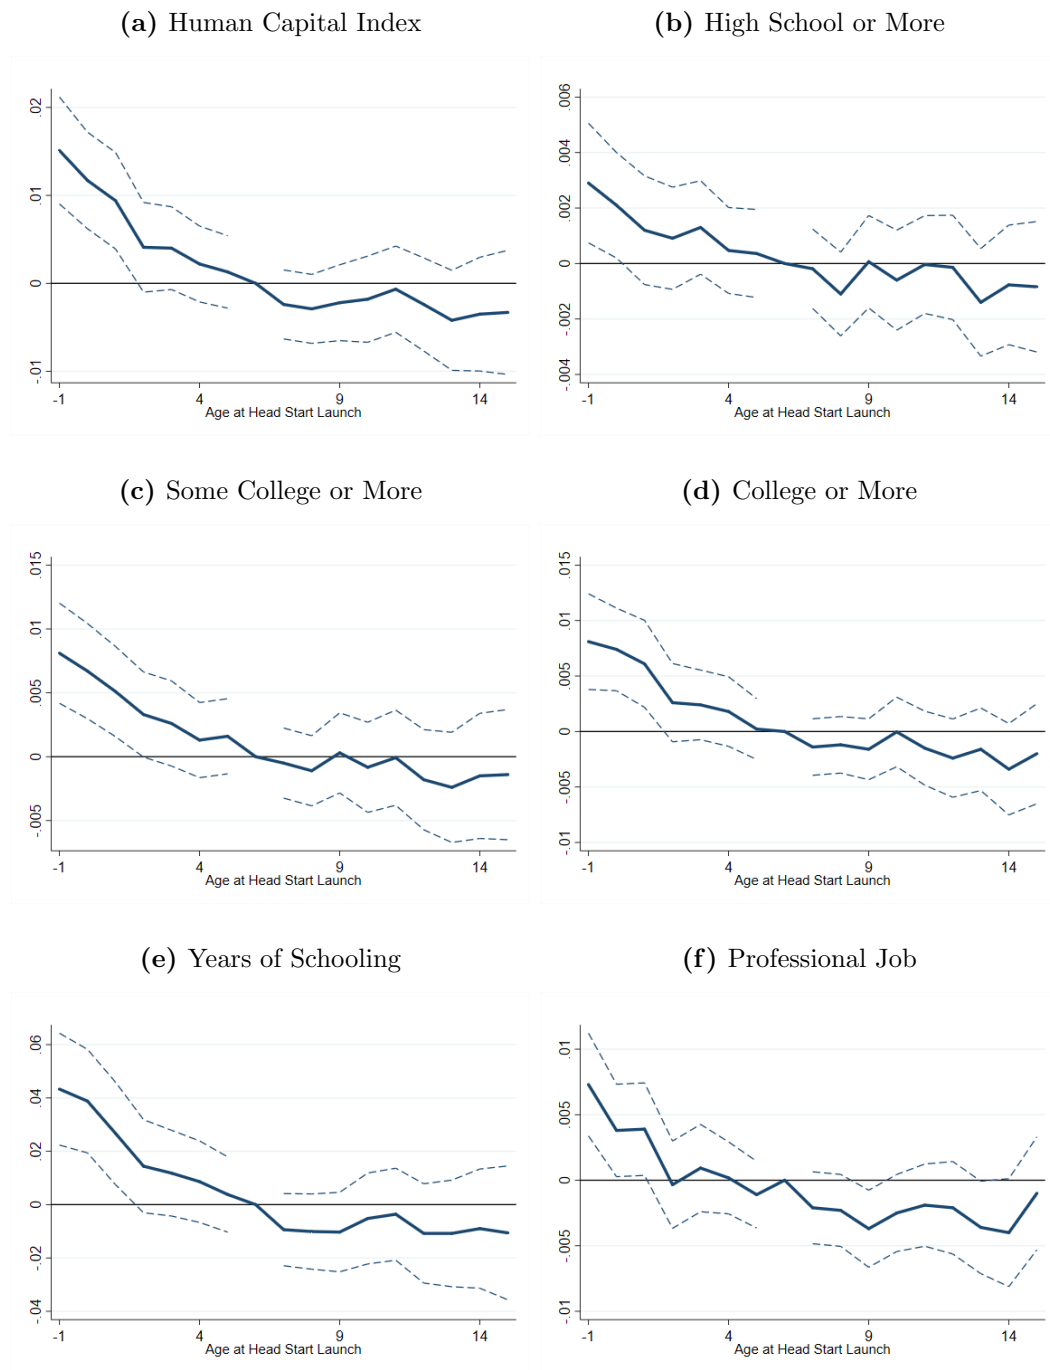 (a) Human Capital Index
.02
.01
0
-.01
-1 4 9 14
Age at Head Start Launch
(b) High School or More
.006
.004
.002
0
-.002
-.004
-1 4 9 14
Age at Head Start Launch
(c) Some College or More
.015
.01
.005
0
-.005
-1 4 9 14
Age at Head Start Launch
(d) College or More
.015
.01
.005
0
-.005
-.01
-1 4 9 14
Age at Head Start Launch
(e) Years of Schooling
.06
.04
.02
0
-.02
-.04
-1 4 9 14
Age at Head Start Launch
(f) Professional Job
.01
.005
0
-.005
-.01
-1 4 9 14
Age at Head Start Launch